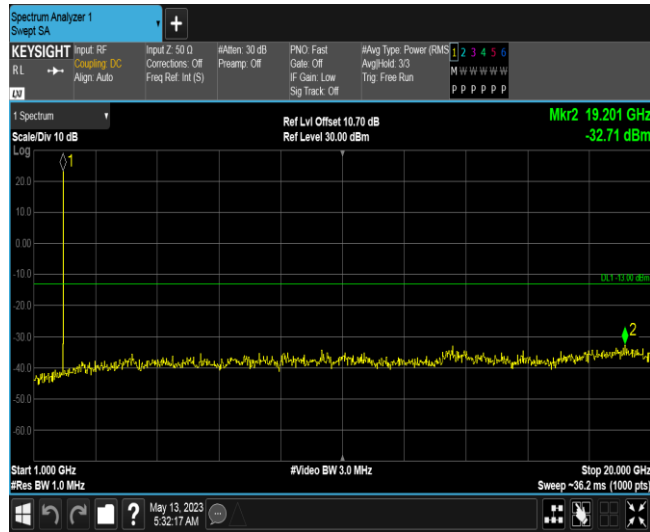 Spectrum Analyzer 1
Swept SA
+
KEYSIGHT
RL
LXI
Input: RF
Coupling: DC
Align: Auto
Input Z: 50 Ω
Corrections: Off
Freq Ref: Int (S)
#Atten: 30 dB
Preamp: Off
PNO: Fast
Gate: Off
IF Gain: Low
Sig Track: Off
#Avg Type: Power (RMS
Avg|Hold: 3/3
Trig: Free Run
1 2 3 4 5 6
M W W W W W
P P P P P P
1 Spectrum
Scale/Div 10 dB
Ref Lvl Offset 10.70 dB
Ref Level 30.00 dBm
Mkr2 19.201 GHz
-32.71 dBm
Log
1
20.0
10.0
0.00
-10.0
DL1 -13.00 dBm
-20.0
-30.0
2
-40.0
-50.0
-60.0
Start 1.000 GHz
#Res BW 1.0 MHz
#Video BW 3.0 MHz
Stop 20.000 GHz
Sweep ~36.2 ms (1000 pts)
?
May 13, 2023
5:32:17 AM